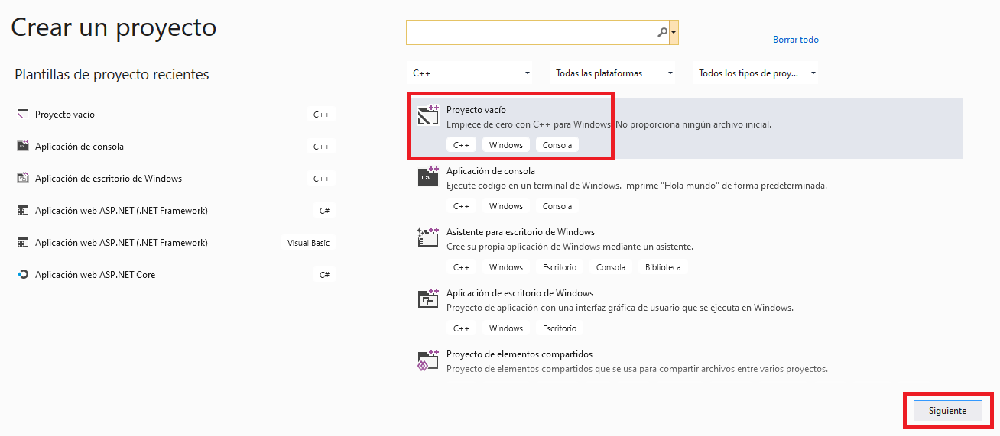 Crear un proyecto
Borrar todo
Plantillas de proyecto recientes
Proyecto vacío C++
Aplicación de consola C++
Aplicación de escritorio de Windows C++
Aplicación web ASP.NET (.NET Framework) C#
Aplicación web ASP.NET (.NET Framework) Visual Basic
Aplicación web ASP.NET Core C#
C++ Todas las plataformas Todos los tipos de proy...
Proyecto vacío
Empiece de cero con C++ para Windows. No proporciona ningún archivo inicial.
C++ Windows Consola
Aplicación de consola
Ejecute código en un terminal de Windows. Imprime "Hola mundo" de forma predeterminada.
C++ Windows Consola
Asistente para escritorio de Windows
Cree su propia aplicación de Windows mediante un asistente.
C++ Windows Escritorio Consola Biblioteca
Aplicación de escritorio de Windows
Proyecto de aplicación con una interfaz gráfica de usuario que se ejecuta en Windows.
C++ Windows Escritorio
Proyecto de elementos compartidos
Proyecto de elementos compartidos que se usa para compartir archivos entre varios proyectos.
Siguiente